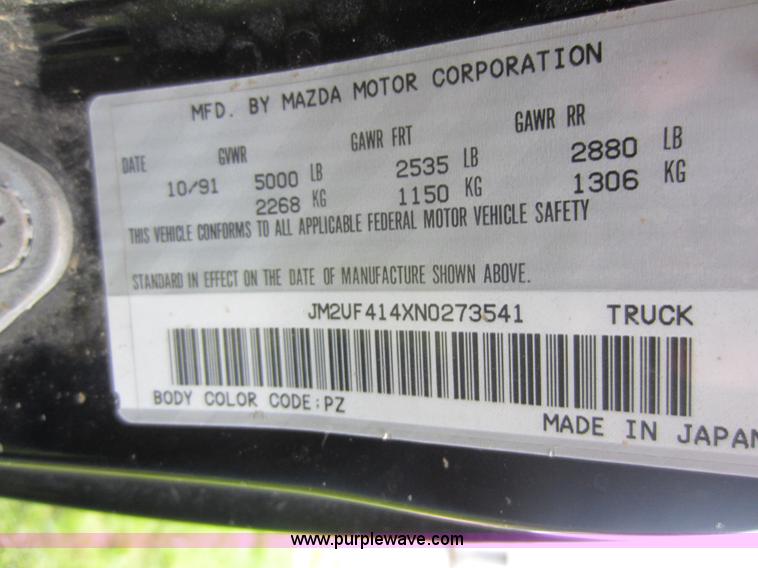 MFD. BY MAZDA MOTOR CORPORATION
DATE GVWR GAWR FRT GAWR RR
10/91 5000 LB 2535 LB 2880 LB
2268 KG 1150 KG 1306 KG
THIS VEHICLE CONFORMS TO ALL APPLICABLE FEDERAL MOTOR VEHICLE SAFETY
STANDARD IN EFFECT ON THE DATE OF MANUFACTURE SHOWN ABOVE.
JM2UF414XN0273541 TRUCK
BODY COLOR CODE:PZ
MADE IN JAPAN
www.purplewave.com